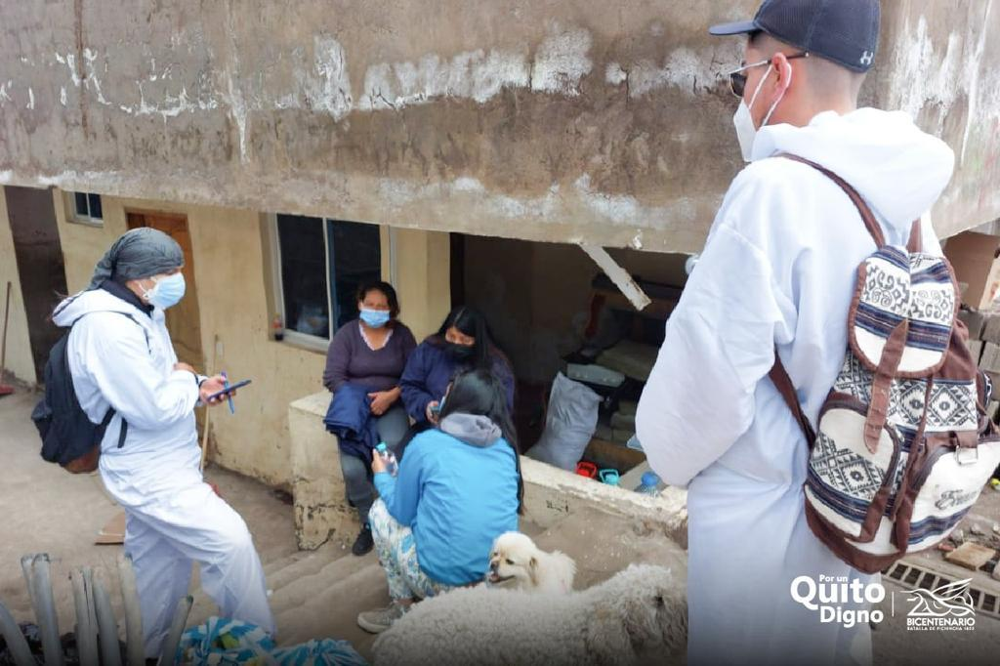 Por un
Quito
Digno
BICENTENARIO
BATALLA DE PICHINCHA 1822